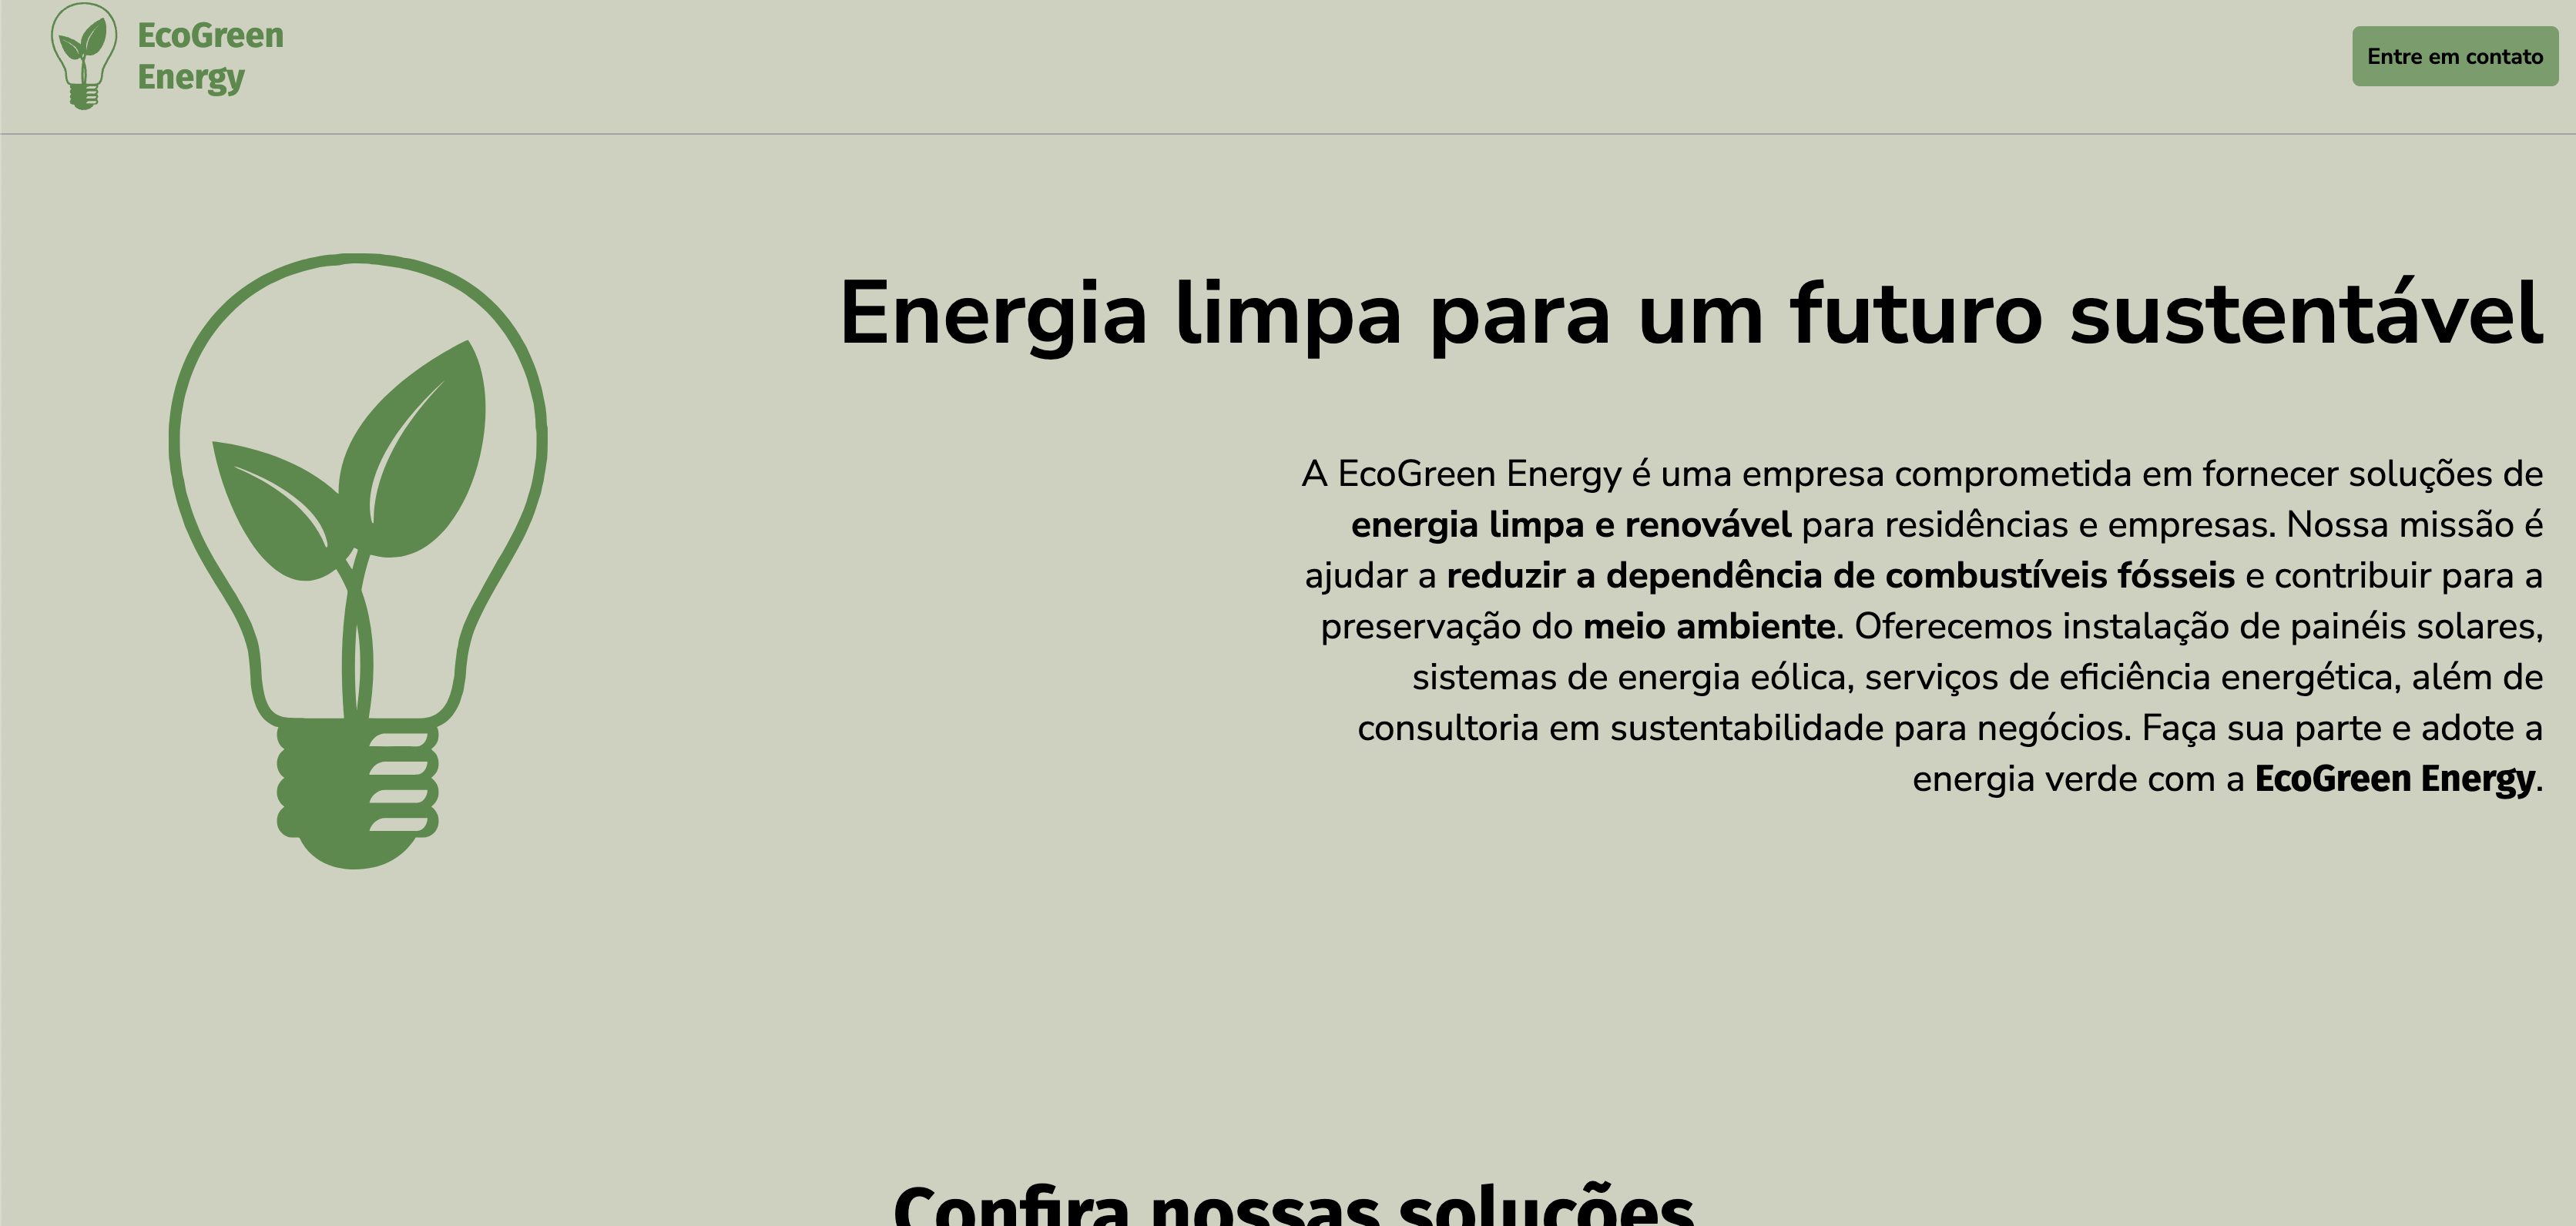 EcoGreen
Energy
Entre em contato
Energia limpa para um futuro sustentável
A EcoGreen Energy é uma empresa comprometida em fornecer soluções de
energia limpa e renovável para residências e empresas. Nossa missão é
ajudar a reduzir a dependência de combustíveis fósseis e contribuir para a
preservação do meio ambiente. Oferecemos instalação de painéis solares,
sistemas de energia eólica, serviços de eficiência energética, além de
consultoria em sustentabilidade para negócios. Faça sua parte e adote a
energia verde com a EcoGreen Energy.
Confira nossas soluções